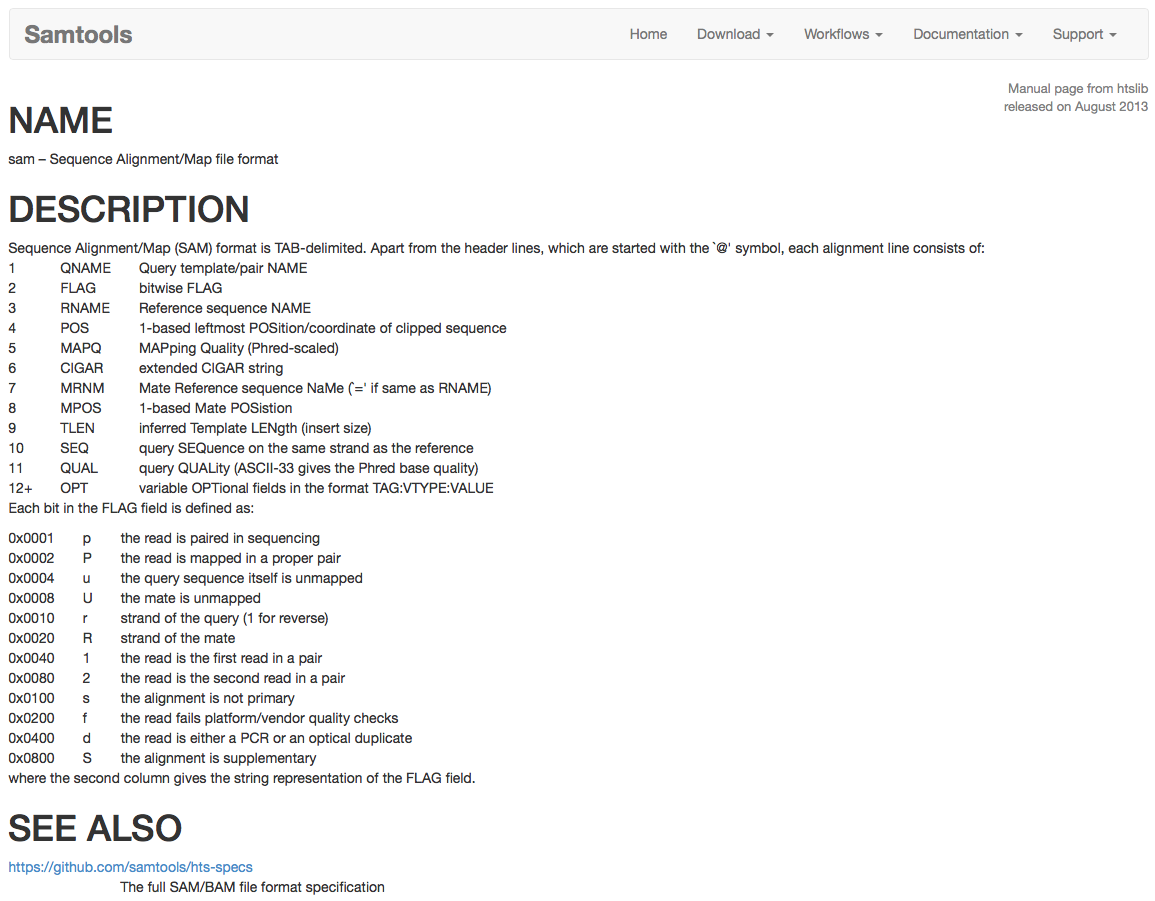 Samtools Home Download Workflows Documentation Support
Manual page from htslib
released on August 2013
NAME
sam – Sequence Alignment/Map file format
DESCRIPTION
Sequence Alignment/Map (SAM) format is TAB-delimited. Apart from the header lines, which are started with the `@' symbol, each alignment line consists of:
1 QNAME Query template/pair NAME
2 FLAG bitwise FLAG
3 RNAME Reference sequence NAME
4 POS 1-based leftmost POSition/coordinate of clipped sequence
5 MAPQ MAPping Quality (Phred-scaled)
6 CIGAR extended CIGAR string
7 MRNM Mate Reference sequence NaMe (`=' if same as RNAME)
8 MPOS 1-based Mate POSistion
9 TLEN inferred Template LENgth (insert size)
10 SEQ query SEQuence on the same strand as the reference
11 QUAL query QUALity (ASCII-33 gives the Phred base quality)
12+ OPT variable OPTional fields in the format TAG:VTYPE:VALUE
Each bit in the FLAG field is defined as:
0x0001 p the read is paired in sequencing
0x0002 P the read is mapped in a proper pair
0x0004 u the query sequence itself is unmapped
0x0008 U the mate is unmapped
0x0010 r strand of the query (1 for reverse)
0x0020 R strand of the mate
0x0040 1 the read is the first read in a pair
0x0080 2 the read is the second read in a pair
0x0100 s the alignment is not primary
0x0200 f the read fails platform/vendor quality checks
0x0400 d the read is either a PCR or an optical duplicate
0x0800 S the alignment is supplementary
where the second column gives the string representation of the FLAG field.
SEE ALSO
https://github.com/samtools/hts-specs
The full SAM/BAM file format specification